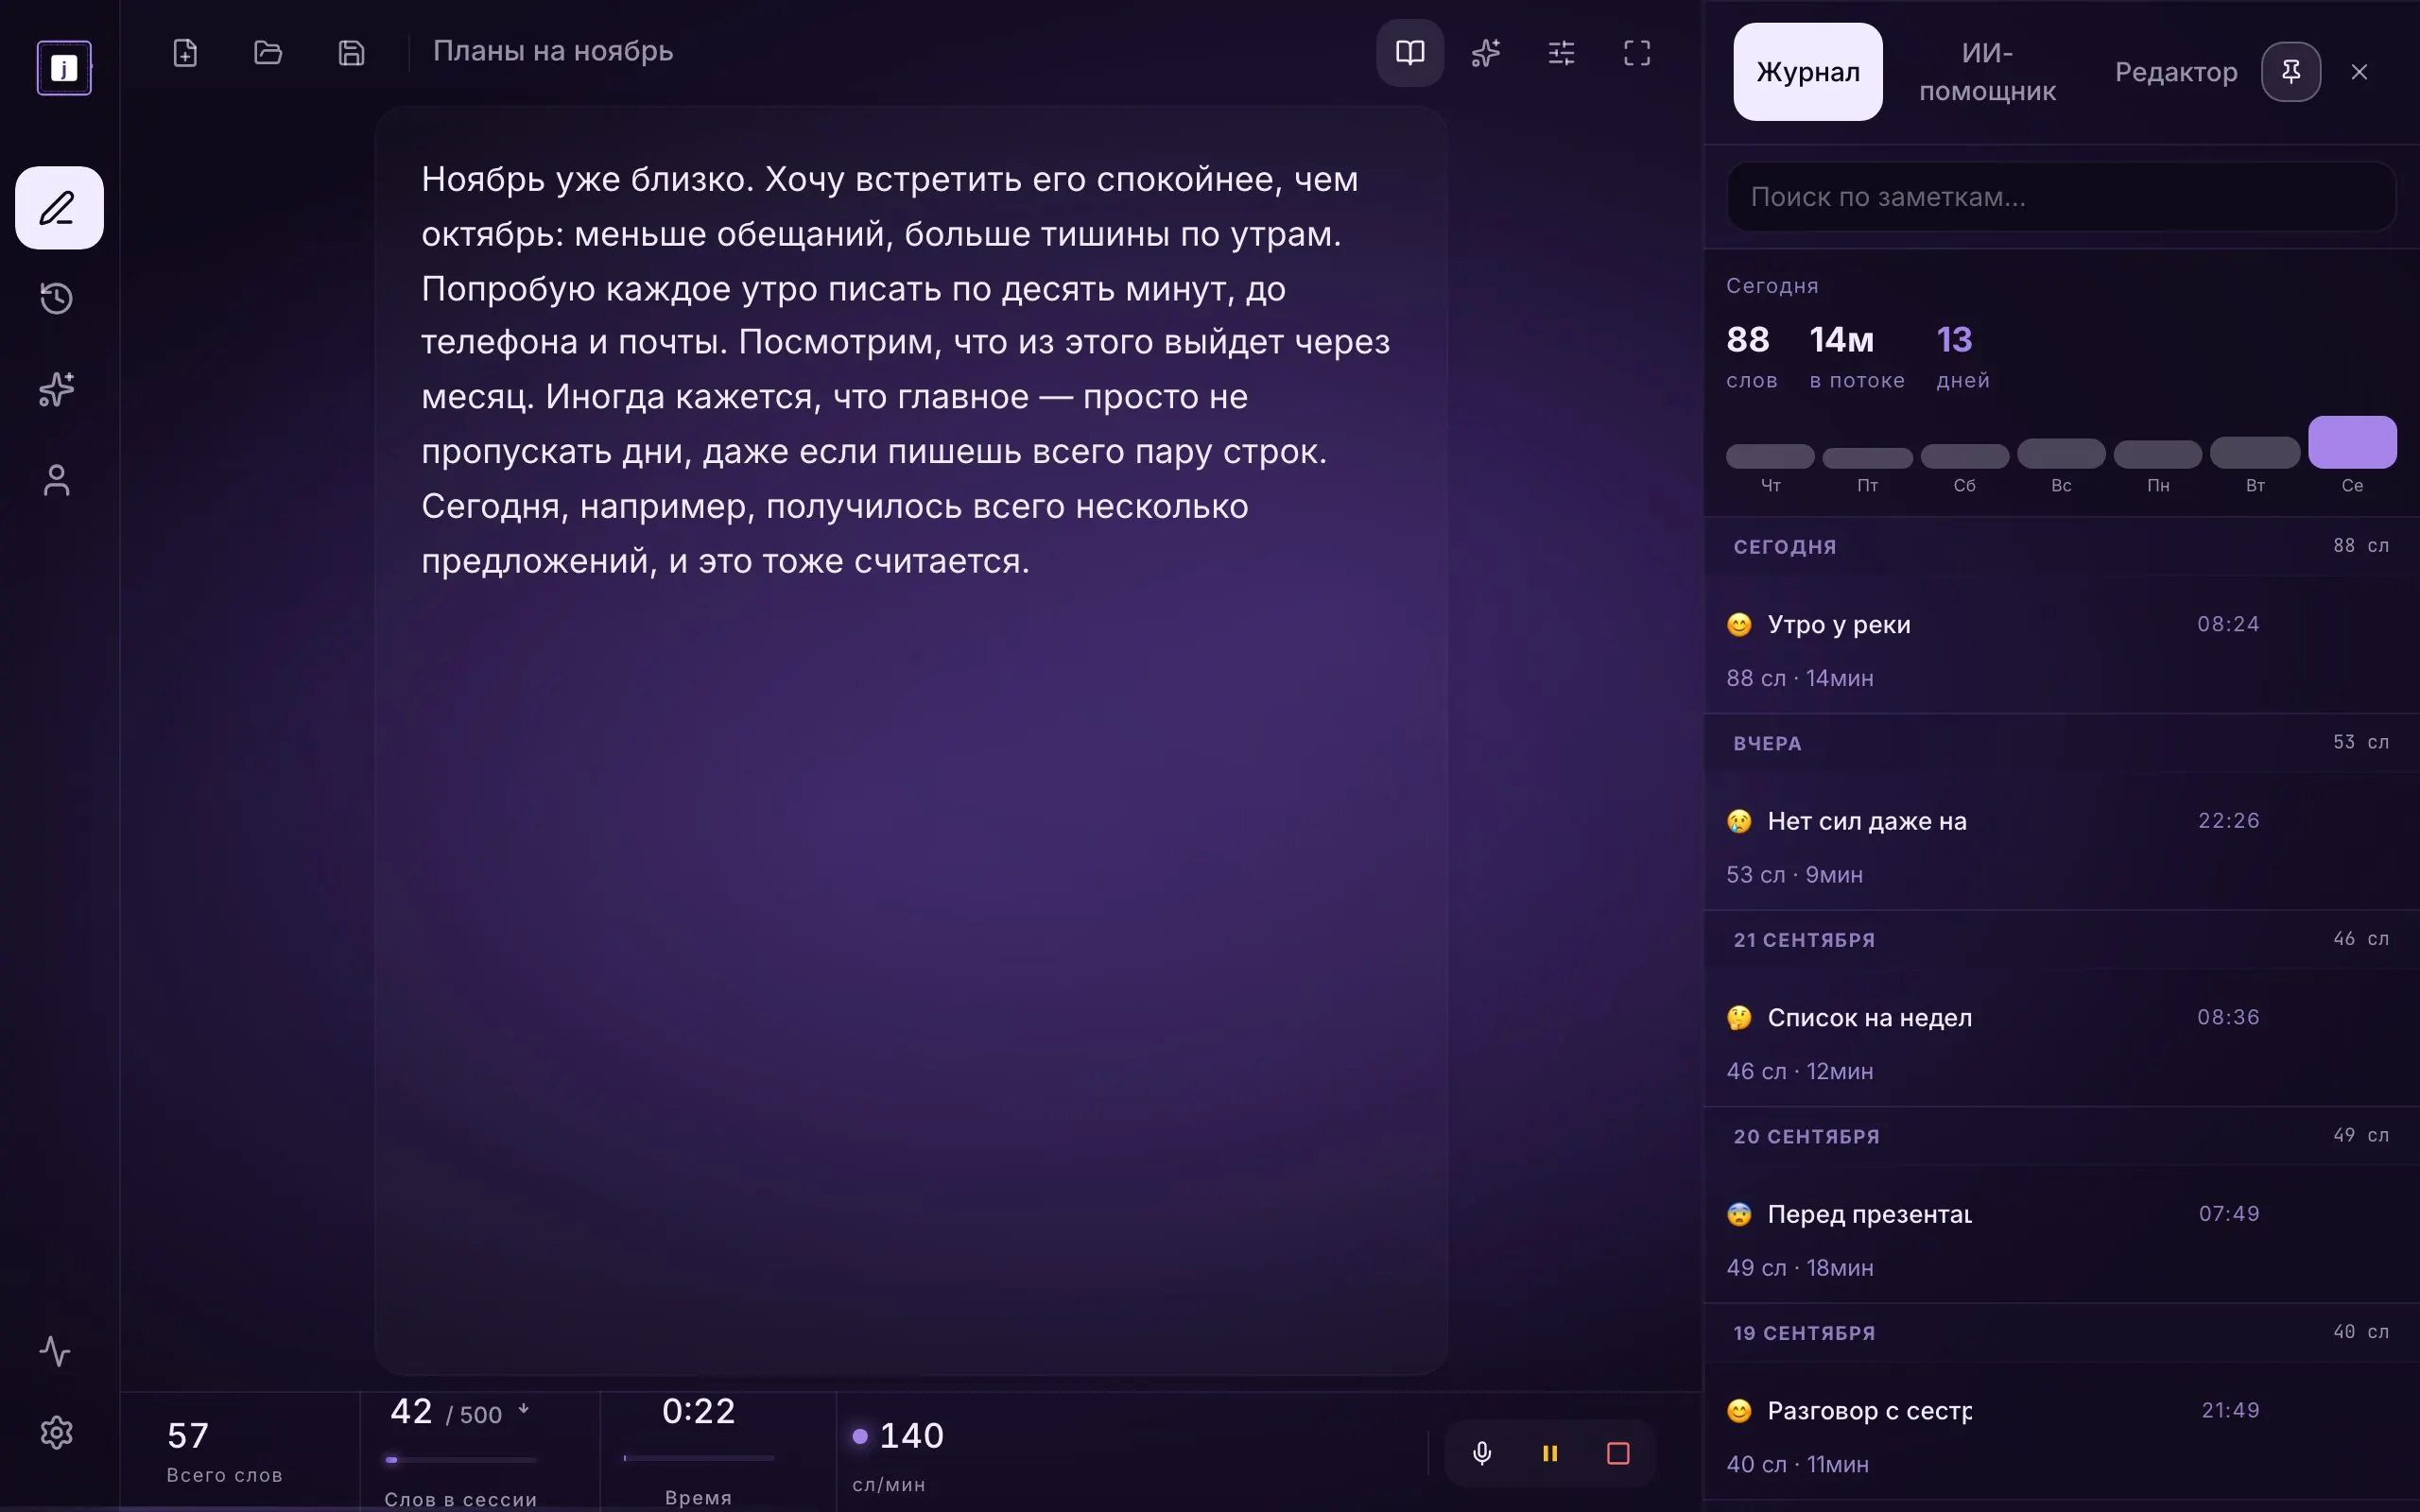 j
Планы на ноябрь
Ноябрь уже близко. Хочу встретить его спокойнее, чем
октябрь: меньше обещаний, больше тишины по утрам.
Попробую каждое утро писать по десять минут, до
телефона и почты. Посмотрим, что из этого выйдет через
месяц. Иногда кажется, что главное — просто не
пропускать дни, даже если пишешь всего пару строк.
Сегодня, например, получилось всего несколько
предложений, и это тоже считается.
57
Всего слов
42 / 500
Слов в сессии
0:22
Время
140
сл/мин
Журнал
ИИ-
помощник
Редактор
Поиск по заметкам...
Сегодня
88 14м 13
слов в потоке дней
Чт Пт Сб Вс Пн Вт Се
СЕГОДНЯ 88 сл
Утро у реки 08:24
88 сл · 14мин
ВЧЕРА 53 сл
Нет сил даже на 22:26
53 сл · 9мин
21 СЕНТЯБРЯ 46 сл
Список на недел 08:36
46 сл · 12мин
20 СЕНТЯБРЯ 49 сл
Перед презента 07:49
49 сл · 18мин
19 СЕНТЯБРЯ 40 сл
Разговор с сест 21:49
40 сл · 11мин